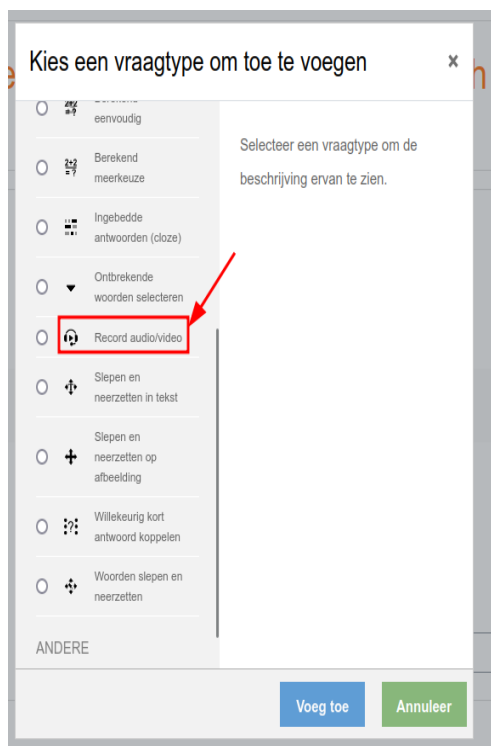 Kies een vraagtype om toe te voegen ×
eenvoudig
Berekend
meerkeuze
Ingebedde
antwoorden (cloze)
Ontbrekende
woorden selecteren
Record audio/video
Slepen en
neerzetten in tekst
Slepen en
neerzetten op
afbeelding
Willekeurig kort
antwoord koppelen
Woorden slepen en
neerzetten
ANDERE
Selecteer een vraagtype om de
beschrijving ervan te zien.
Voeg toe Annuleer